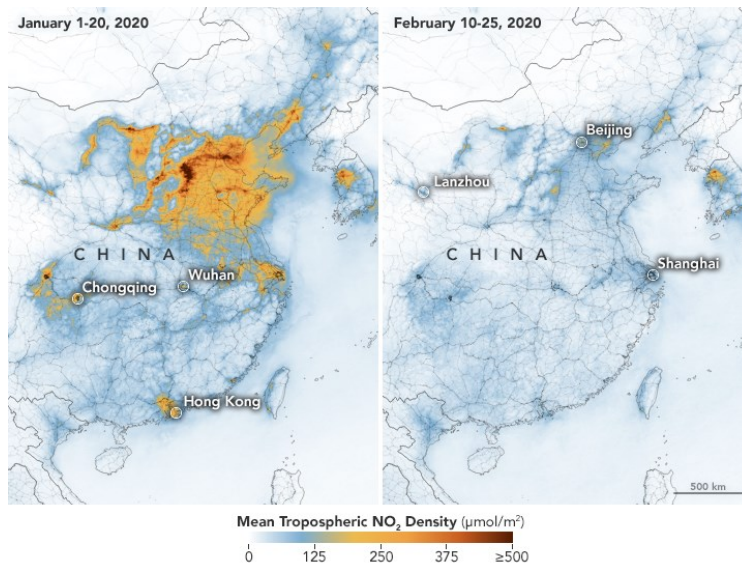 January 1-20, 2020
CHINA
Wuhan
Chongqing
Hong Kong
February 10-25, 2020
Beijing
Lanzhou
CHINA
Shanghai
500 km
Mean Tropospheric NO₂ Density (μmol/m²)
0 125 250 375 ≥500